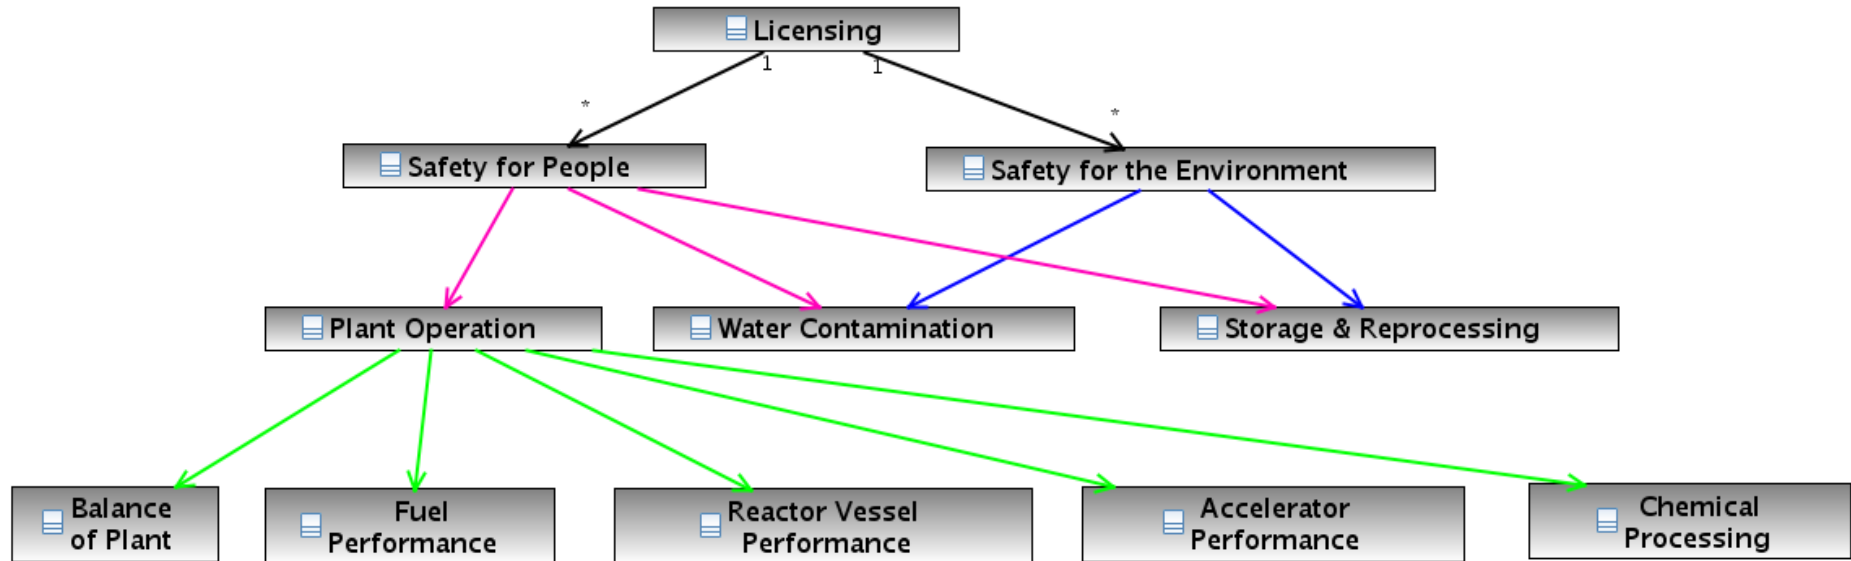 Licensing
1
1
*
*
Safety for People
Safety for the Environment
Plant Operation
Water Contamination
Storage & Reprocessing
Balance
of Plant
Fuel
Performance
Reactor Vessel
Performance
Accelerator
Performance
Chemical
Processing